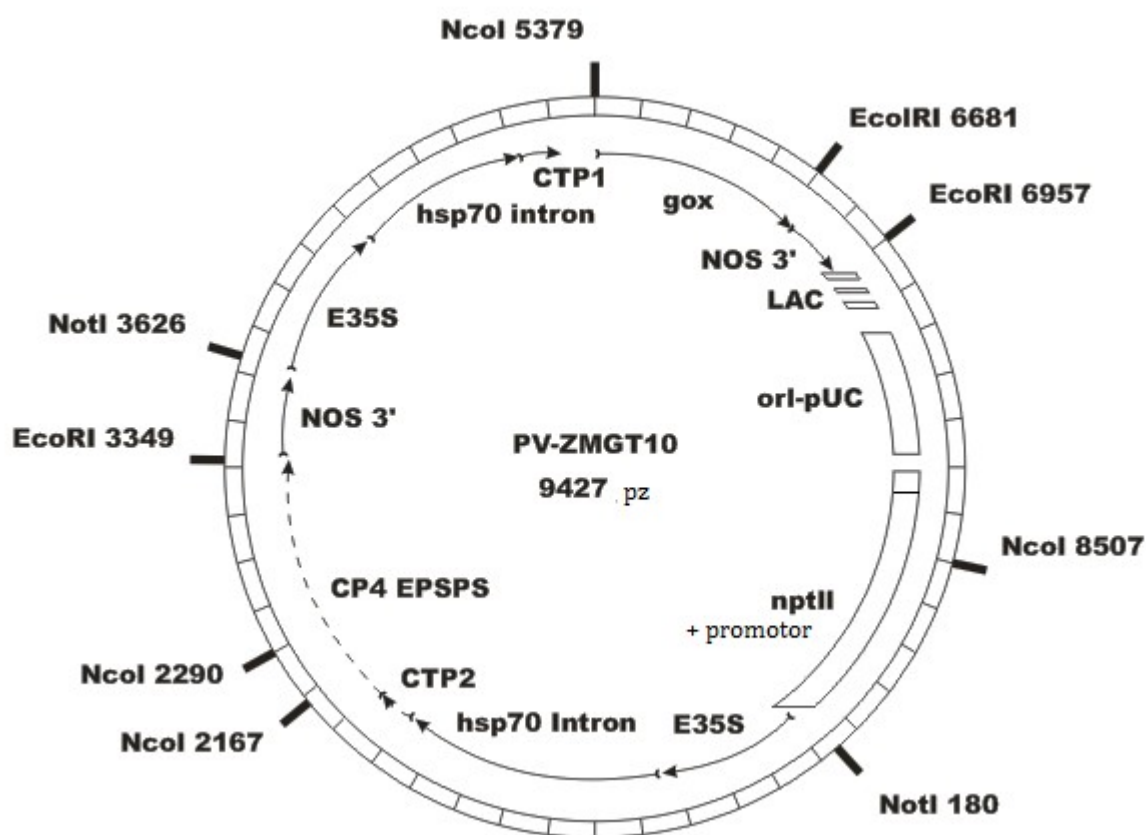 NcoI 5379
EcoIRI 6681
EcoRI 6957
CTP1
hsp70 intron
gox
NOS 3'
LAC
E35S
NotI 3626
NOS 3'
orI-pUC
EcoRI 3349
PV-ZMGT10
9427 pz
NcoI 8507
CP4 EPSPS
nptII
+ promotor
NcoI 2290
CTP2
hsp70 Intron
E35S
NcoI 2167
NotI 180